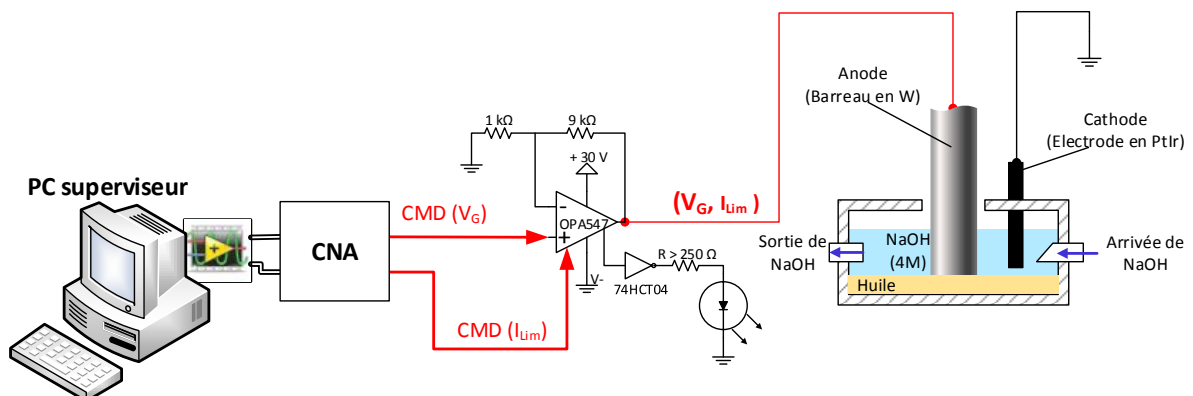 PC superviseur
CNA
CMD (VG)
CMD (ILim)
1 kΩ
9 kΩ
+ 30 V
-
OPA547
+
V-
R > 250 Ω
74HCT04
(VG, ILim)
Anode
(Barreau en W)
Cathode
(Electrode en PtIr)
Sortie de
NaOH
NaOH
(4M)
Huile
Arrivée de
NaOH